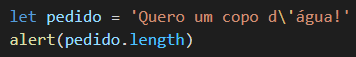 let pedido = 'Quero um copo d\'água!'
alert(pedido.length)